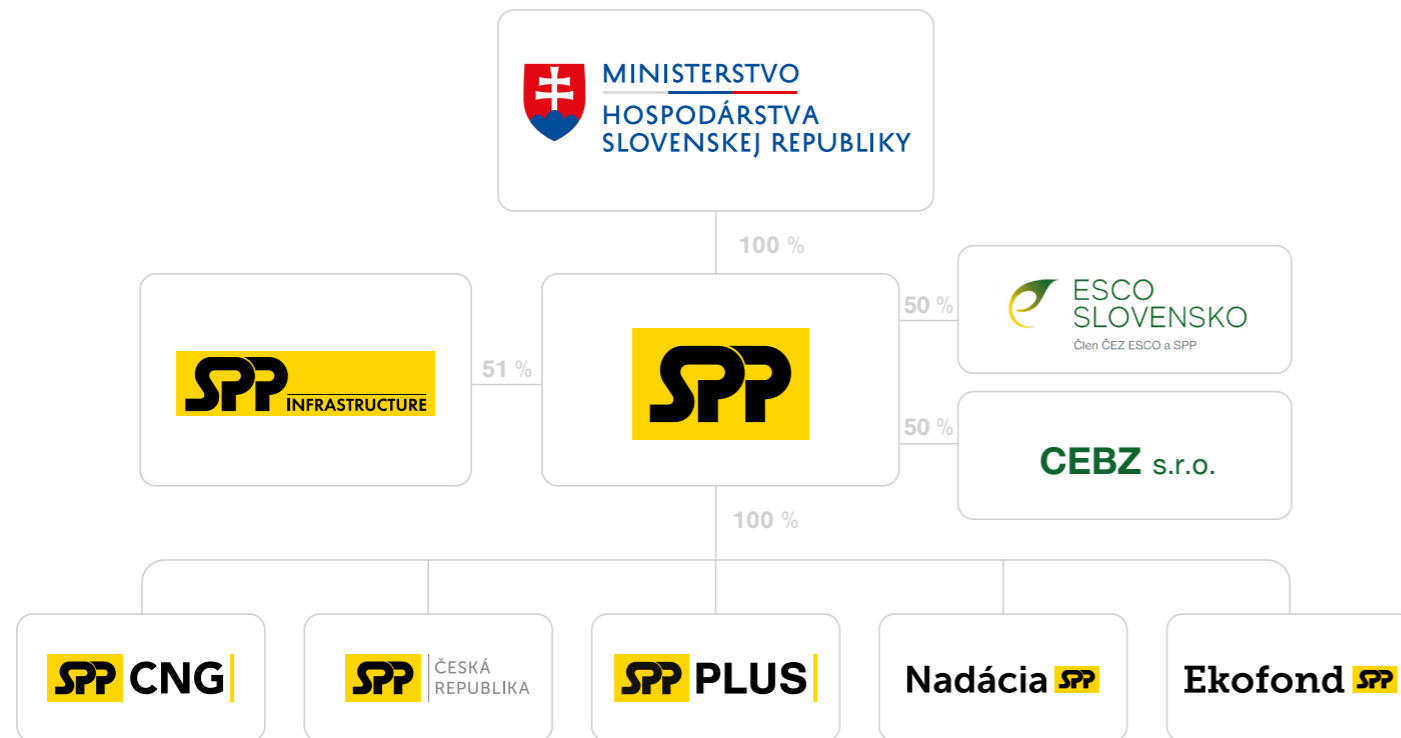 MINISTERSTVO
HOSPODÁRSTVA
SLOVENSKEJ REPUBLIKY
100 %
SPP INFRASTRUCTURE
51 %
SPP
50 %
ESCO
SLOVENSKO
Člen ČEZ ESCO a SPP
50 %
CEBZ s.r.o.
100 %
SPP CNG
SPP ČESKÁ
REPUBLIKA
SPP PLUS
Nadácia SPP
Ekofond SPP